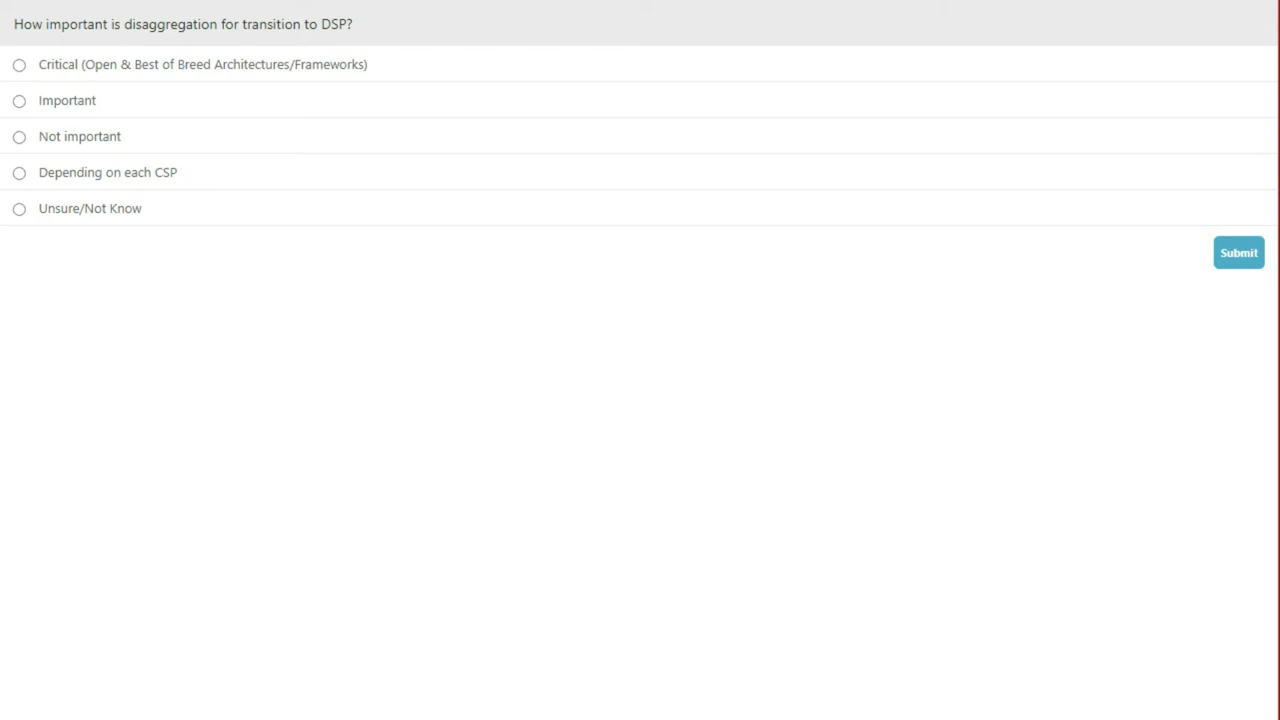 How important is disaggregation for transition to DSP?
Critical (Open & Best of Breed Architectures/Frameworks)
Important
Not important
Depending on each CSP
Unsure/Not Know
Submit